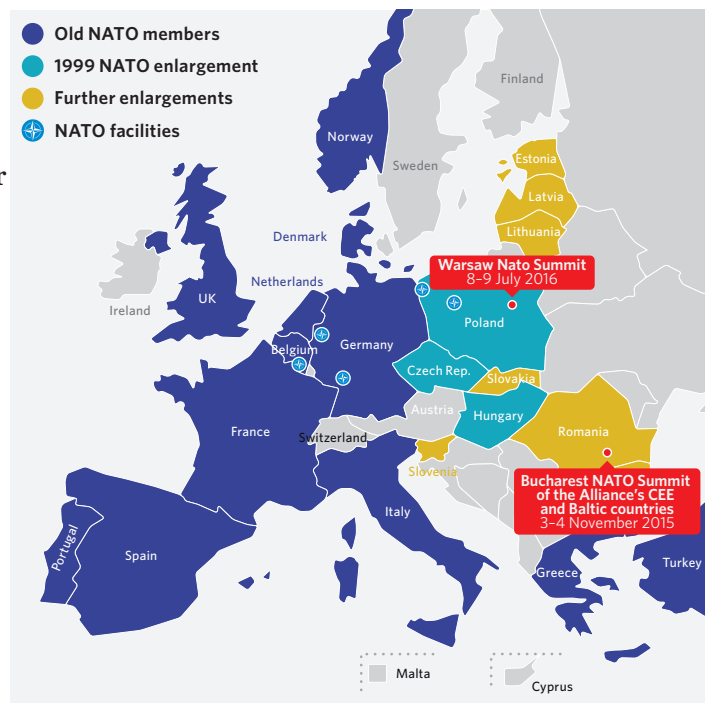 Old NATO members
1999 NATO enlargement
Further enlargements
NATO facilities
r
Finland
Norway
Sweden
Estonia
Latvia
Lithuania
Denmark
Netherlands
Ireland
UK
Warsaw Nato Summit
8–9 July 2016
Poland
Belgium
Germany
Czech Rep.
Slovakia
Austria
Hungary
France
Switzerland
Romania
Slovenia
Bucharest NATO Summit
of the Alliance's CEE
and Baltic countries
3–4 November 2015
Italy
Portugal
Spain
Greece
Turkey
Malta
Cyprus